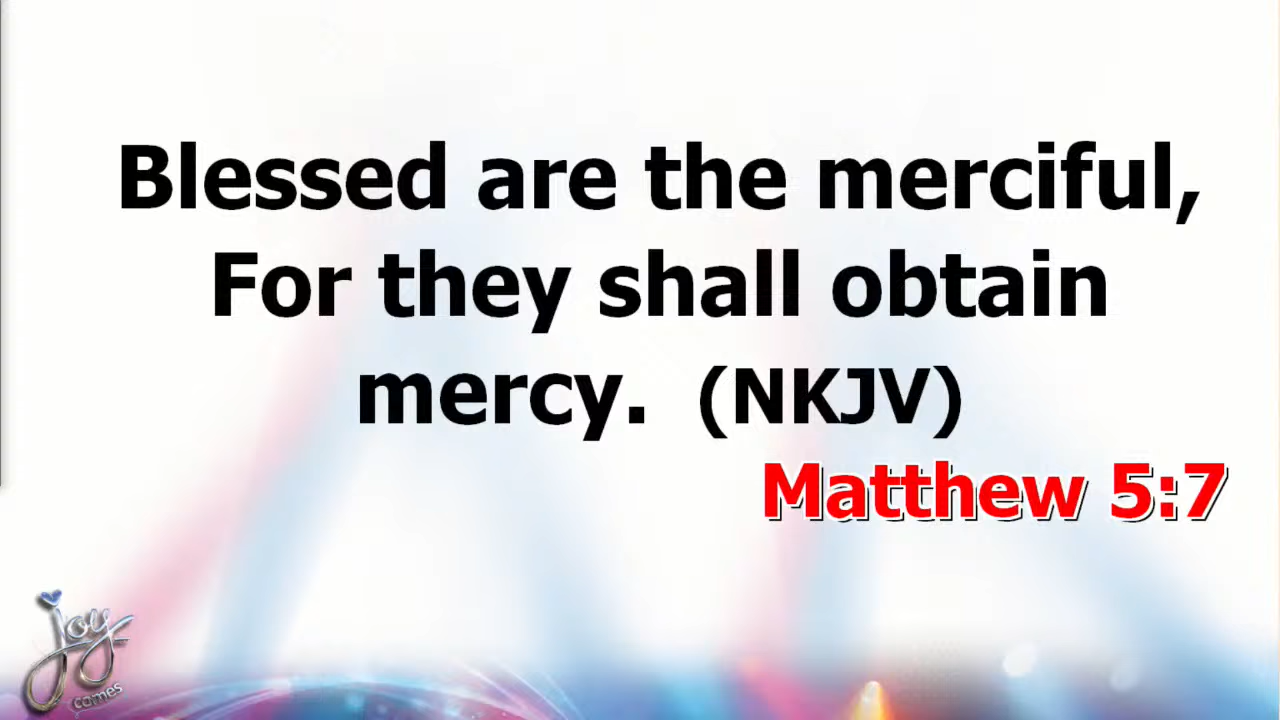 Blessed are the merciful,
For they shall obtain
mercy. (NKJV)
Matthew 5:7
joy
comes